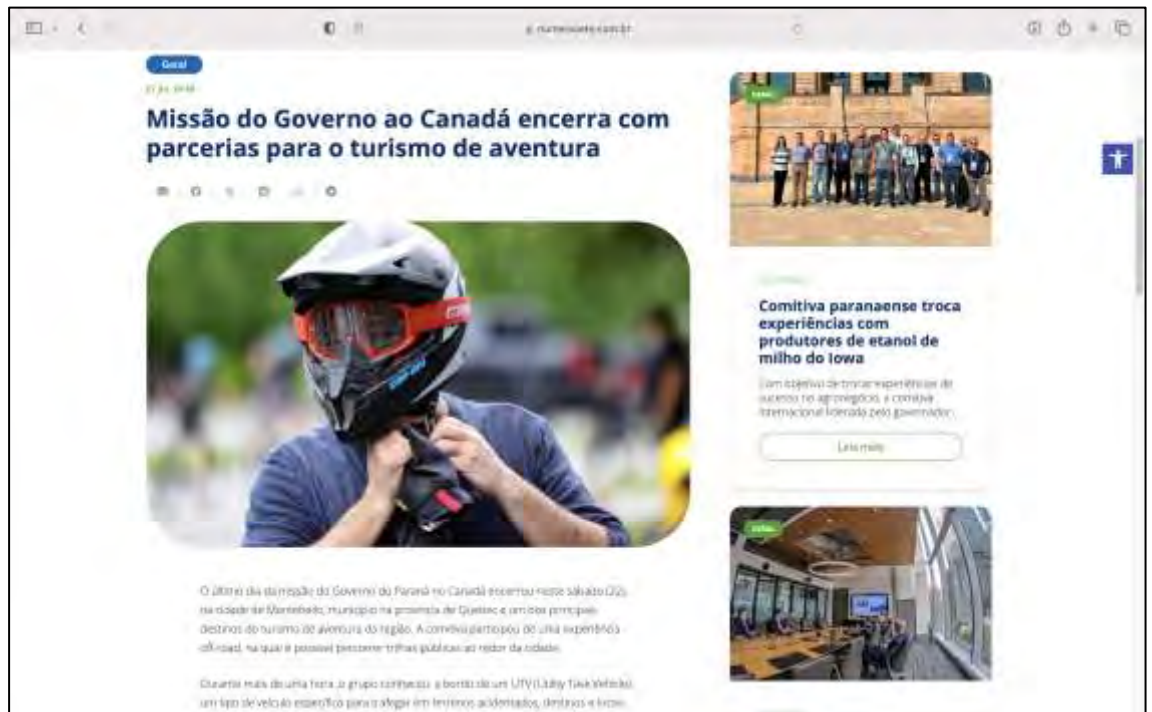 Geral
Missão do Governo ao Canadá encerra com
parcerias para o turismo de aventura
Comitiva paranaense troca
experiências com
produtores de etanol de
milho do Iowa
Com objetivo de trocar experiências de
sucesso no agronegócio, a comitiva
internacional liderada pelo governador
Leia mais
O último dia da missão do Governo do Paraná no Canadá encerrou neste sábado (22),
na cidade de Montebello, município na província de Quebec e um dos principais
destinos do turismo de aventura da região. A comitiva participou de uma experiência
off-road, na qual é possível percorrer trilhas públicas ao redor da cidade.
Durante mais de uma hora, o grupo conheceu, a bordo de um UTV (Utility Task Vehicle),
um tipo de veículo específico para trafegar em terrenos acidentados, destinos e locais